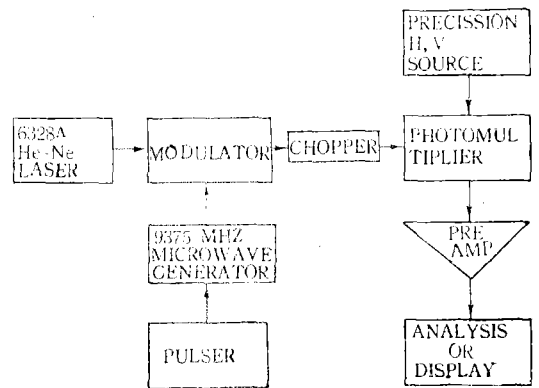 PRECISSION
H, V
SOURCE
6328A
He-Ne
LASER
MODULATOR
CHOPPER
PHOTOMUL
TIPLIER
9375 MHZ
MICROWAVE
GENERATOR
PRE
AMP
PULSER
ANALYSIS
OR
DISPLAY